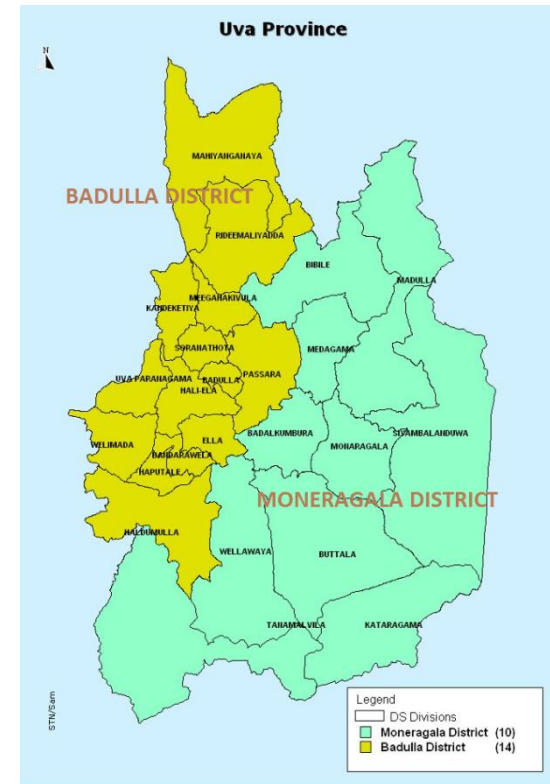 Uva Province
N
MAHIYANGANAYA
BADULLA DISTRICT
RIDEEMALIYADDA
BIBILE
MADULLA
MEEGAHAKIVULA
KANDEKETIYA
SORANATHOTA
MEDAGAMA
UVA PARANAGAMA
BADULLA
PASSARA
HALI-ELA
WELIMADA
ELLA
BADALKUMBURA
MONARAGALA
SIYAMBALANDUWA
BANDARAWELA
HAPUTALE
MONERAGALA DISTRICT
HALDUMULLA
WELLAWAYA
BUTTALA
TANAMALVILA
KATARAGAMA
STN/Sam
Legend
DS Divisions
Moneragala District (10)
Badulla District (14)